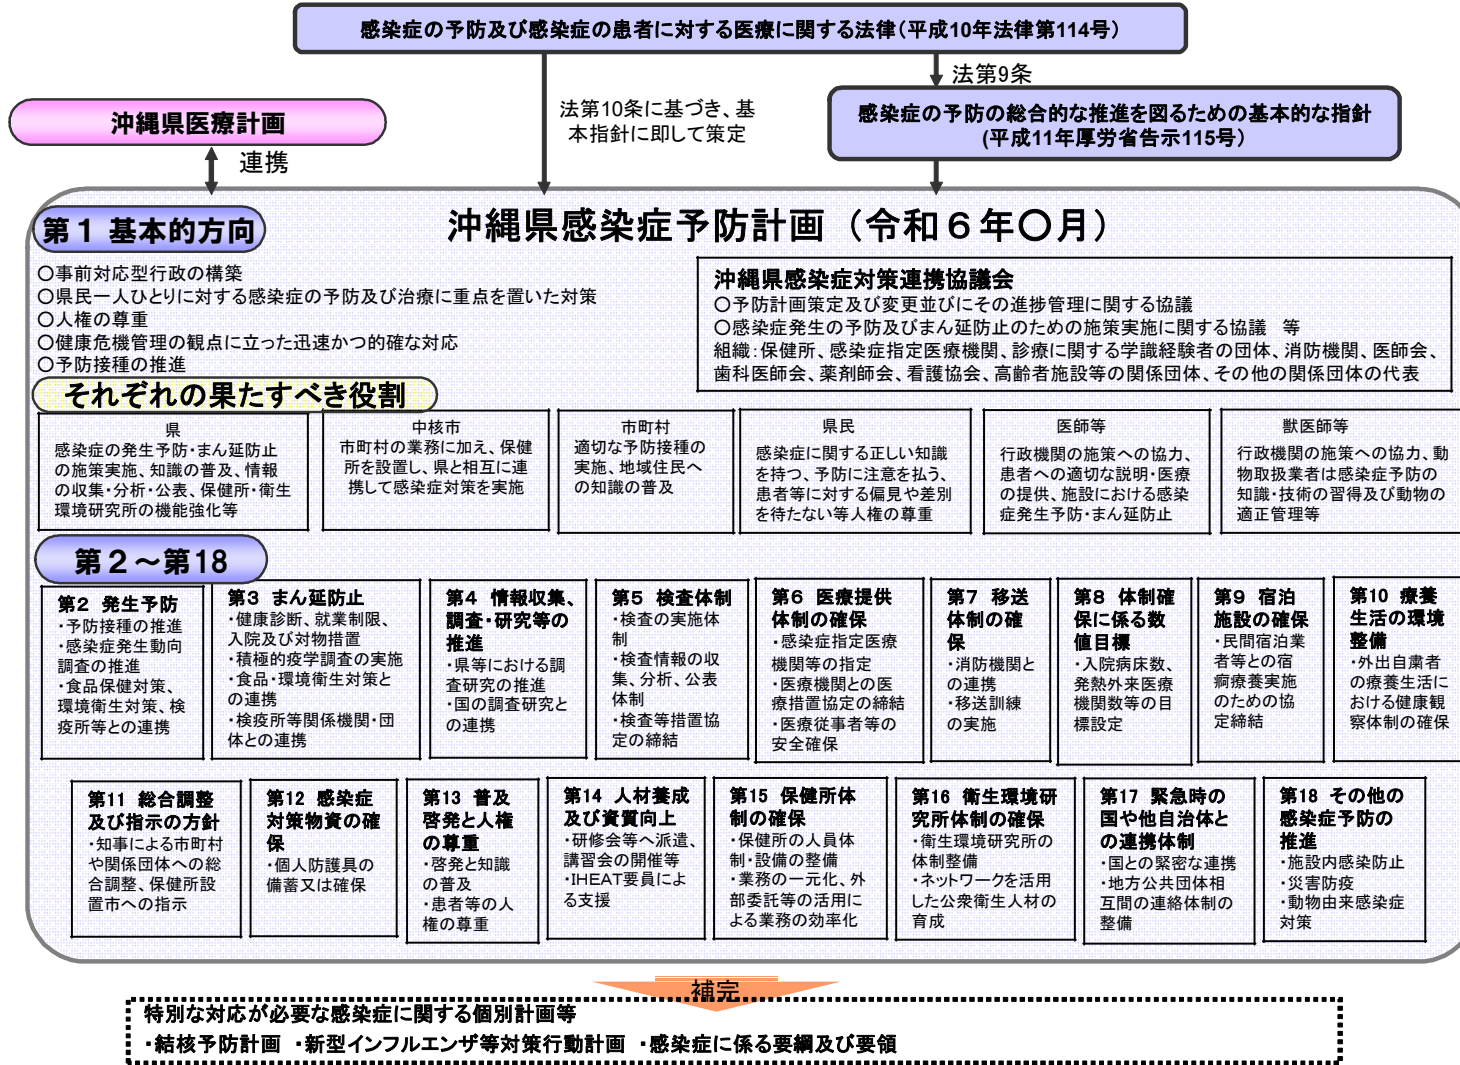 感染症の予防及び感染症の患者に対する医療に関する法律(平成10年法律第114号)
法第9条
法第10条に基づき、基
本指針に即して策定
感染症の予防の総合的な推進を図るための基本的な指針
(平成11年厚労省告示115号)
沖縄県医療計画
連携
第1 基本的方向
沖縄県感染症予防計画(令和6年〇月)
〇事前対応型行政の構築
〇県民一人ひとりに対する感染症の予防及び治療に重点を置いた対策
〇人権の尊重
〇健康危機管理の観点に立った迅速かつ的確な対応
〇予防接種の推進
沖縄県感染症対策連携協議会
〇予防計画策定及び変更並びにその進捗管理に関する協議
〇感染症発生の予防及びまん延防止のための施策実施に関する協議 等
組織:保健所、感染症指定医療機関、診療に関する学識経験者の団体、消防機関、医師会、
歯科医師会、薬剤師会、看護協会、高齢者施設等の関係団体、その他の関係団体の代表
それぞれの果たすべき役割
県
感染症の発生予防・まん延防止
の施策実施、知識の普及、情報
の収集・分析・公表、保健所・衛生
環境研究所の機能強化等
中核市
市町村の業務に加え、保健
所を設置し、県と相互に連
携して感染症対策を実施
市町村
適切な予防接種の
実施、地域住民へ
の知識の普及
県民
感染症に関する正しい知識
を持つ、予防に注意を払う、
患者等に対する偏見や差別
を待たない等人権の尊重
医師等
行政機関の施策への協力、
患者への適切な説明・医療
の提供、施設における感染
症発生予防・まん延防止
獣医師等
行政機関の施策への協力、動
物取扱業者は感染症予防の
知識・技術の習得及び動物の
適正管理等
第2~第18
第2 発生予防
・予防接種の推進
・感染症発生動向
調査の推進
・食品保健対策、
環境衛生対策、検
疫所等との連携
第3 まん延防止
・健康診断、就業制限、
入院及び対物措置
・積極的疫学調査の実施
・食品・環境衛生対策と
の連携
・検疫所等関係機関・団
体との連携
第4 情報収集、
調査・研究等の
推進
・県等における調
査研究の推進
・国の調査研究と
の連携
第5 検査体制
・検査の実施体
制
・検査情報の収
集、分析、公表
体制
・検査等措置協
定の締結
第6 医療提供
体制の確保
・感染症指定医療
機関等の指定
・医療機関との医
療措置協定の締結
・医療従事者等の
安全確保
第7 移送
体制の確
保
・消防機関と
の連携
・移送訓練
の実施
第8 体制確
保に係る数
値目標
・入院病床数、
発熱外来医療
機関数等の目
標設定
第9 宿泊
施設の確保
・民間宿泊業
者等との宿
痾療養実施
のための協
定締結
第10 療養
生活の環境
整備
・外出自粛者
の療養生活に
おける健康観
察体制の確保
第11 総合調整
及び指示の方針
・知事による市町村
や関係団体への総
合調整、保健所設
置市への指示
第12 感染症
対策物資の確
保
・個人防護具の
備蓄又は確保
第13 普及
啓発と人権
の尊重
・啓発と知識
の普及
・患者等の人
権の尊重
第14 人材養成
及び資質向上
・研修会等へ派遣、
講習会の開催等
・IHEAT要員によ
る支援
第15 保健所体
制の確保
・保健所の人員体
制・設備の整備
・業務の一元化、外
部委託等の活用に
よる業務の効率化
第16 衛生環境研
究所体制の確保
・衛生環境研究所の
体制整備
・ネットワークを活用
した公衆衛生人材の
育成
第17 緊急時の
国や他自治体と
の連携体制
・国との緊密な連携
・地方公共団体相
互間の連絡体制の
整備
第18 その他の
感染症予防の
推進
・施設内感染防止
・災害防疫
・動物由来感染症
対策
補完
特別な対応が必要な感染症に関する個別計画等
・結核予防計画 ・新型インフルエンザ等対策行動計画 ・感染症に係る要綱及び要領